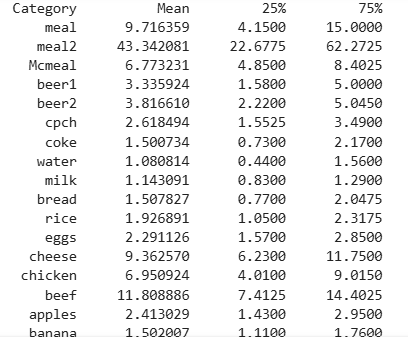 Category Mean 25% 75%
meal 9.716359 4.1500 15.0000
meal2 43.342081 22.6775 62.2725
Mcmeal 6.773231 4.8500 8.4025
beer1 3.335924 1.5800 5.0000
beer2 3.816610 2.2200 5.0450
cpch 2.618494 1.5525 3.4900
coke 1.500734 0.7300 2.1700
water 1.080814 0.4400 1.5600
milk 1.143091 0.8300 1.2900
bread 1.507827 0.7700 2.0475
rice 1.926891 1.0500 2.3175
eggs 2.291126 1.5700 2.8500
cheese 9.362570 6.2300 11.7500
chicken 6.950924 4.0100 9.0150
beef 11.808886 7.4125 14.4025
apples 2.413029 1.4300 2.9500
banana 1.502007 1.1100 1.7600